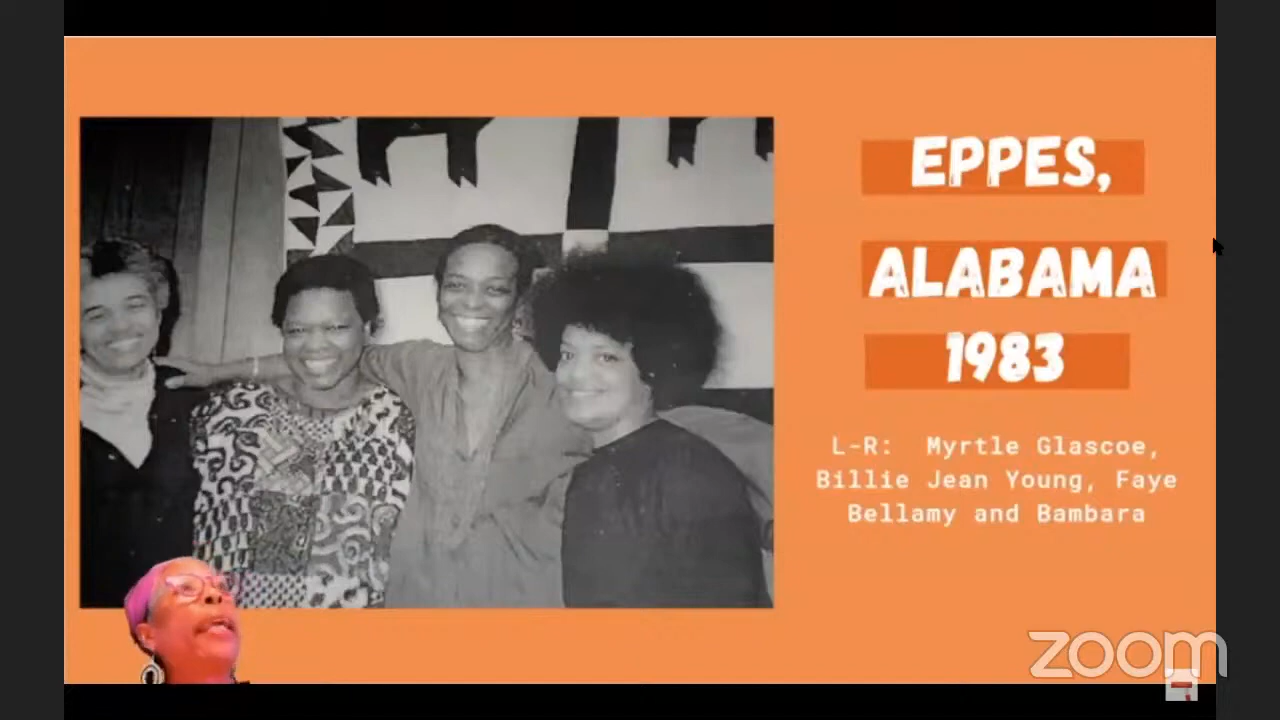 EPPES,
ALABAMA
1983
L-R: Myrtle Glascoe,
Billie Jean Young, Faye
Bellamy and Bambara
zoom